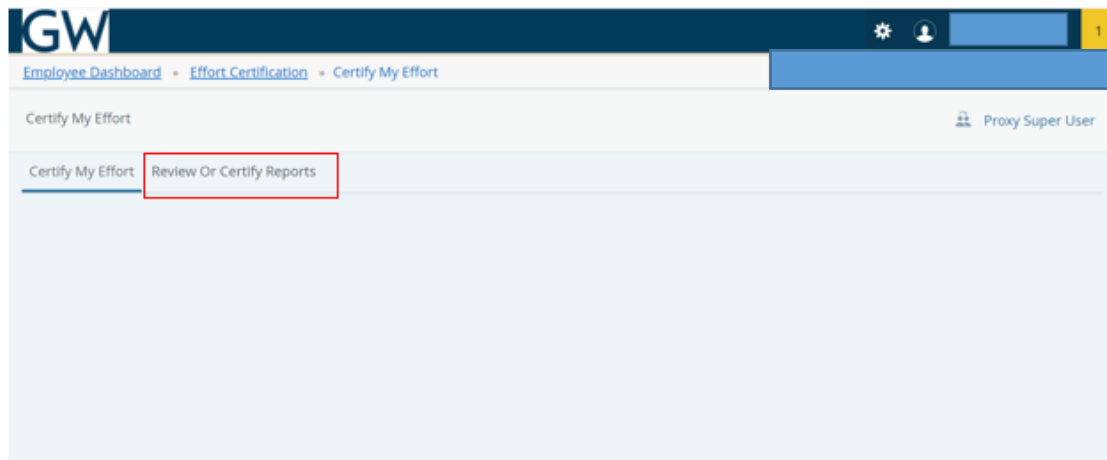 GW
1
Employee Dashboard • Effort Certification • Certify My Effort
Certify My Effort
Proxy Super User
Certify My Effort Review Or Certify Reports